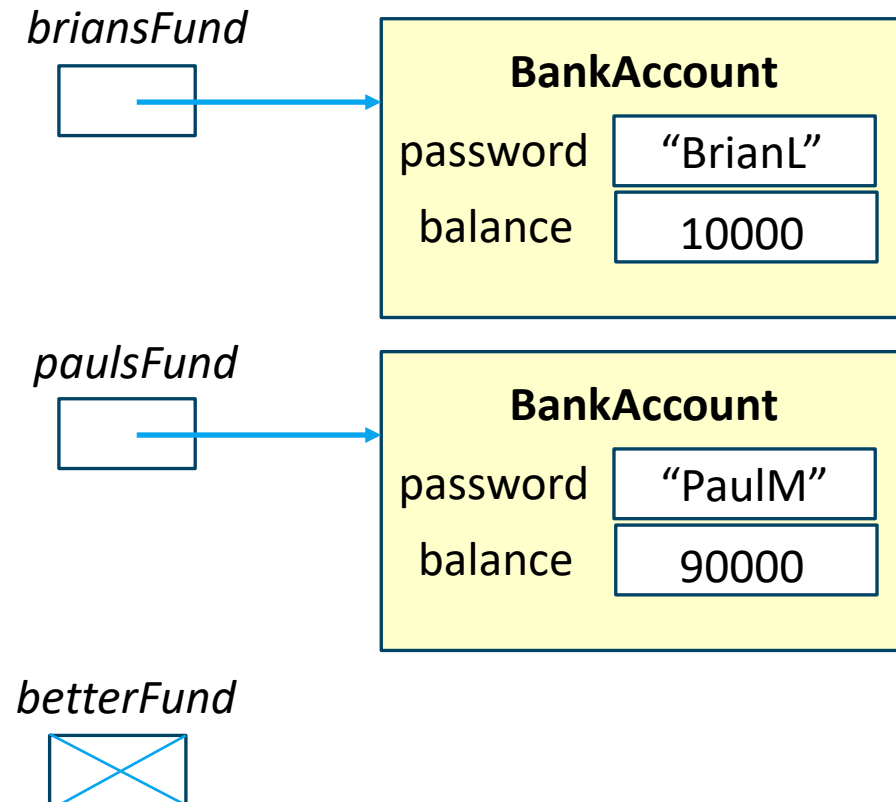 briansFund
BankAccount
password “BrianL”
balance 10000
paulsFund
BankAccount
password “PaulM”
balance 90000
betterFund